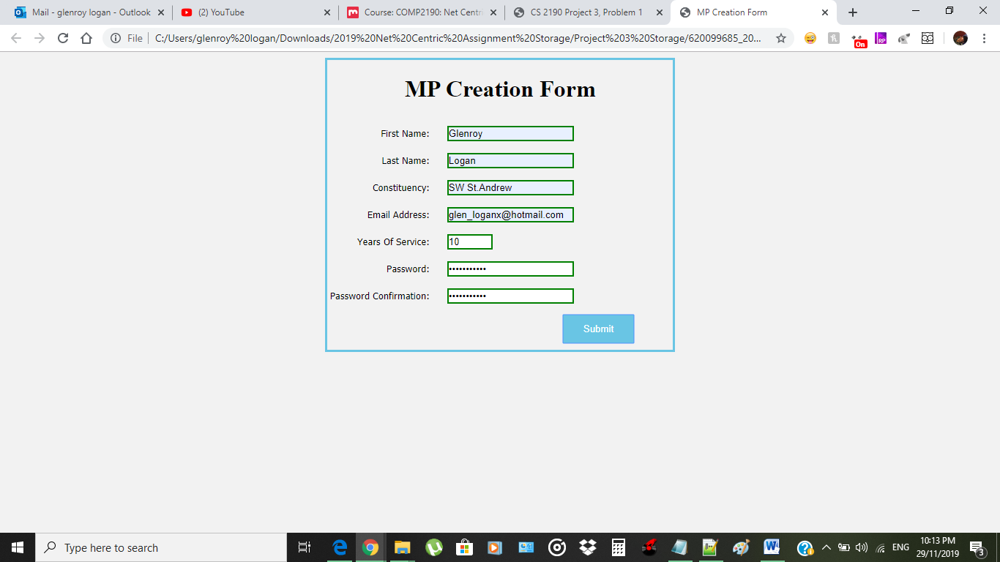 Mail - glenroy logan - Outlook
(2) YouTube
Course: COMP2190: Net Centri
CS 2190 Project 3, Problem 1
MP Creation Form
File
C:/Users/glenroy%20logan/Downloads/2019%20Net%20Centric%20Assignment%20Storage/Project%203%20Storage/620099685_20...
RP
On
MP Creation Form
First Name: Glenroy
Last Name: Logan
Constituency: SW St.Andrew
Email Address: glen_loganx@hotmail.com
Years Of Service: 10
Password: •••••••••••
Password Confirmation: •••••••••••
Submit
Type here to search
ENG
10:13 PM
29/11/2019
3